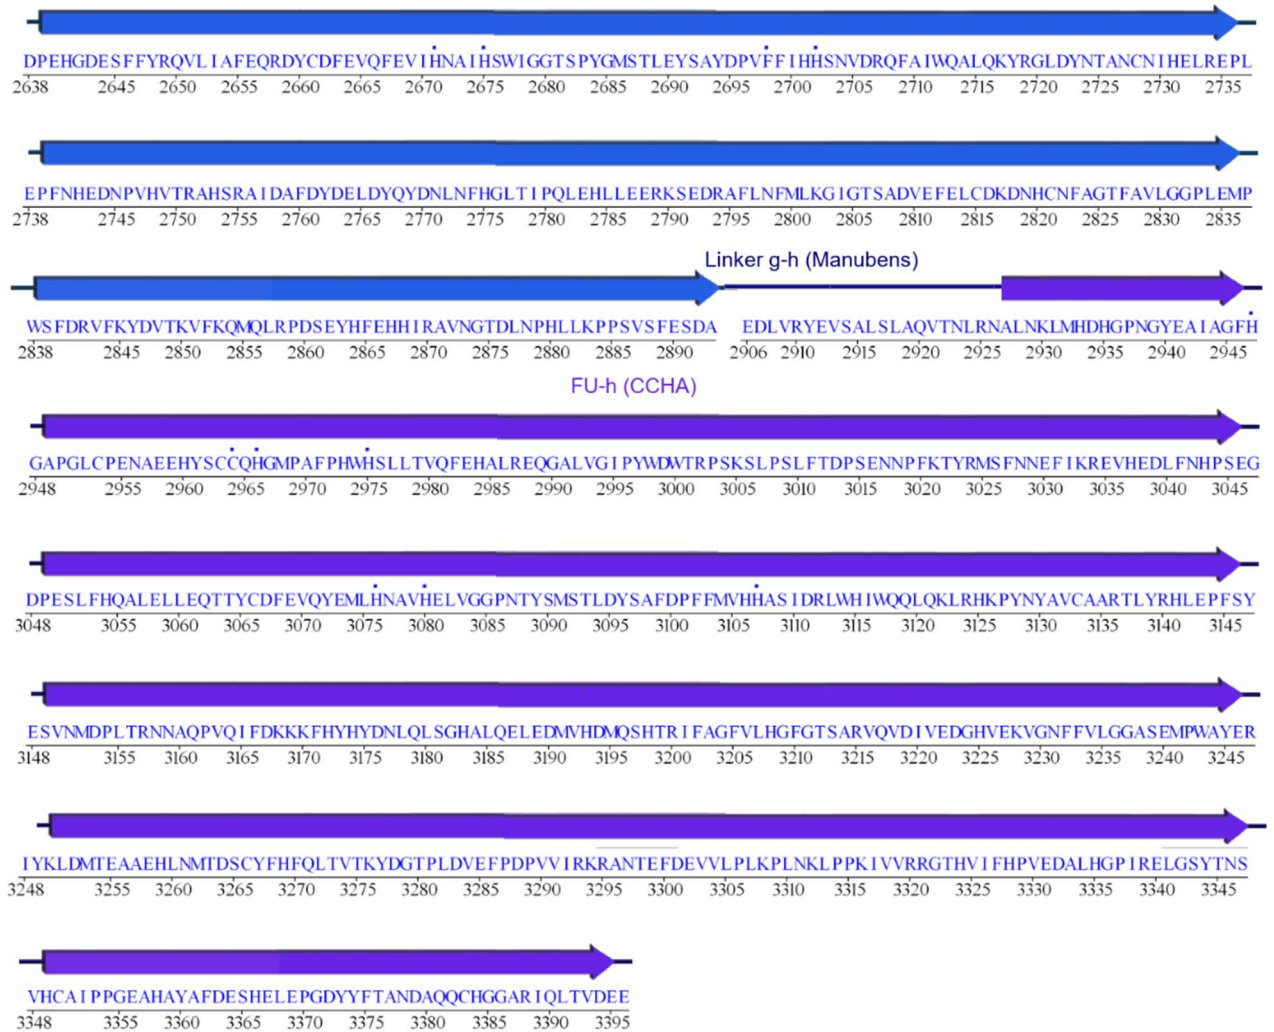 DPEHGDESFFYRQVLIAFEQRDYCDFEVQFEVIHNAIHSWIGGTSPYGMSTLEYSAYDPVFFIHHSNVDRQFAIWQALQKYRGLDYNTANCNIHELREPL
2638 2645 2650 2655 2660 2665 2670 2675 2680 2685 2690 2695 2700 2705 2710 2715 2720 2725 2730 2735
EPFNHEDNPVHVTRAHSRAIDAFDYDELDYQYDNLNFHGLTIPQLEHLLEERKSEDRAFLNFMLKGIGTSADVEFELCDKDNHCNFAGTFAVLGGPLEMP
2738 2745 2750 2755 2760 2765 2770 2775 2780 2785 2790 2795 2800 2805 2810 2815 2820 2825 2830 2835
Linker g-h (Manubens)
WSFDRVFKYDVTKVFKQMQLRPDSEYHFEHHIRAVNGTDLNPHLLKPPSVSFESDA EDLVRYEVSALSLAQVTNLRNALNKLMHDHGPNGYEAIAGFH
2838 2845 2850 2855 2860 2865 2870 2875 2880 2885 2890 2906 2910 2915 2920 2925 2930 2935 2940 2945
FU-h (CCHA)
GAPGLCPENAEEHYSCCQHGMPAFPHWHSLLTVQFEHALREQGALVGIPYWDWTRPSKSLPSLFTDPSENNPFKTYRMSFNNEFIKREVHEDLFNHPSEG
2948 2955 2960 2965 2970 2975 2980 2985 2990 2995 3000 3005 3010 3015 3020 3025 3030 3035 3040 3045
DPESLFHQALELLEQTTYCDFEVQYEMLHNAVHELVGGPNTYSMSTLDYSAFDPFFMVHHASIDRLWHIWQQLQKLRHKPYNYAVCAARTLYRHLEPFSY
3048 3055 3060 3065 3070 3075 3080 3085 3090 3095 3100 3105 3110 3115 3120 3125 3130 3135 3140 3145
ESVNMDPLTRNNAQPVQIFDKKKFHYHYDNLQLSGHALQELEDMVHDMQSHTRIFAGFVLHGFGTSARVQVDIVEDGHVEKVGNFFVLGGASEMPWAYER
3148 3155 3160 3165 3170 3175 3180 3185 3190 3195 3200 3205 3210 3215 3220 3225 3230 3235 3240 3245
IYKLDMTEAAEHLNMTDSCYFHFQLTVTKYDGTPLDVEFPDPVVIRKRANTEFDEVVLPLKPLNKLPPKIVVRRGTHVIFHPVEDALHGPIRELGSYTNS
3248 3255 3260 3265 3270 3275 3280 3285 3290 3295 3300 3305 3310 3315 3320 3325 3330 3335 3340 3345
VHCAIPPGEAHAYAFDESHELEPGDYYFTANDAQQCHGGARIQLTVDEE
3348 3355 3360 3365 3370 3375 3380 3385 3390 3395